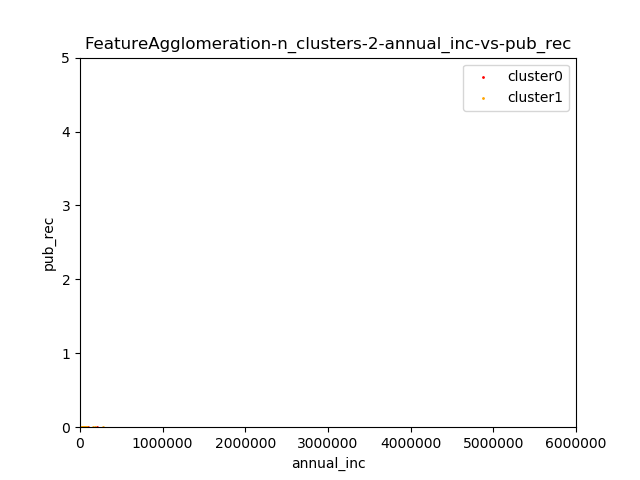 FeatureAgglomeration-n_clusters-2-annual_inc-vs-pub_rec
cluster0
cluster1
5
4
3
2
1
0
pub_rec
0 1000000 2000000 3000000 4000000 5000000 6000000
annual_inc